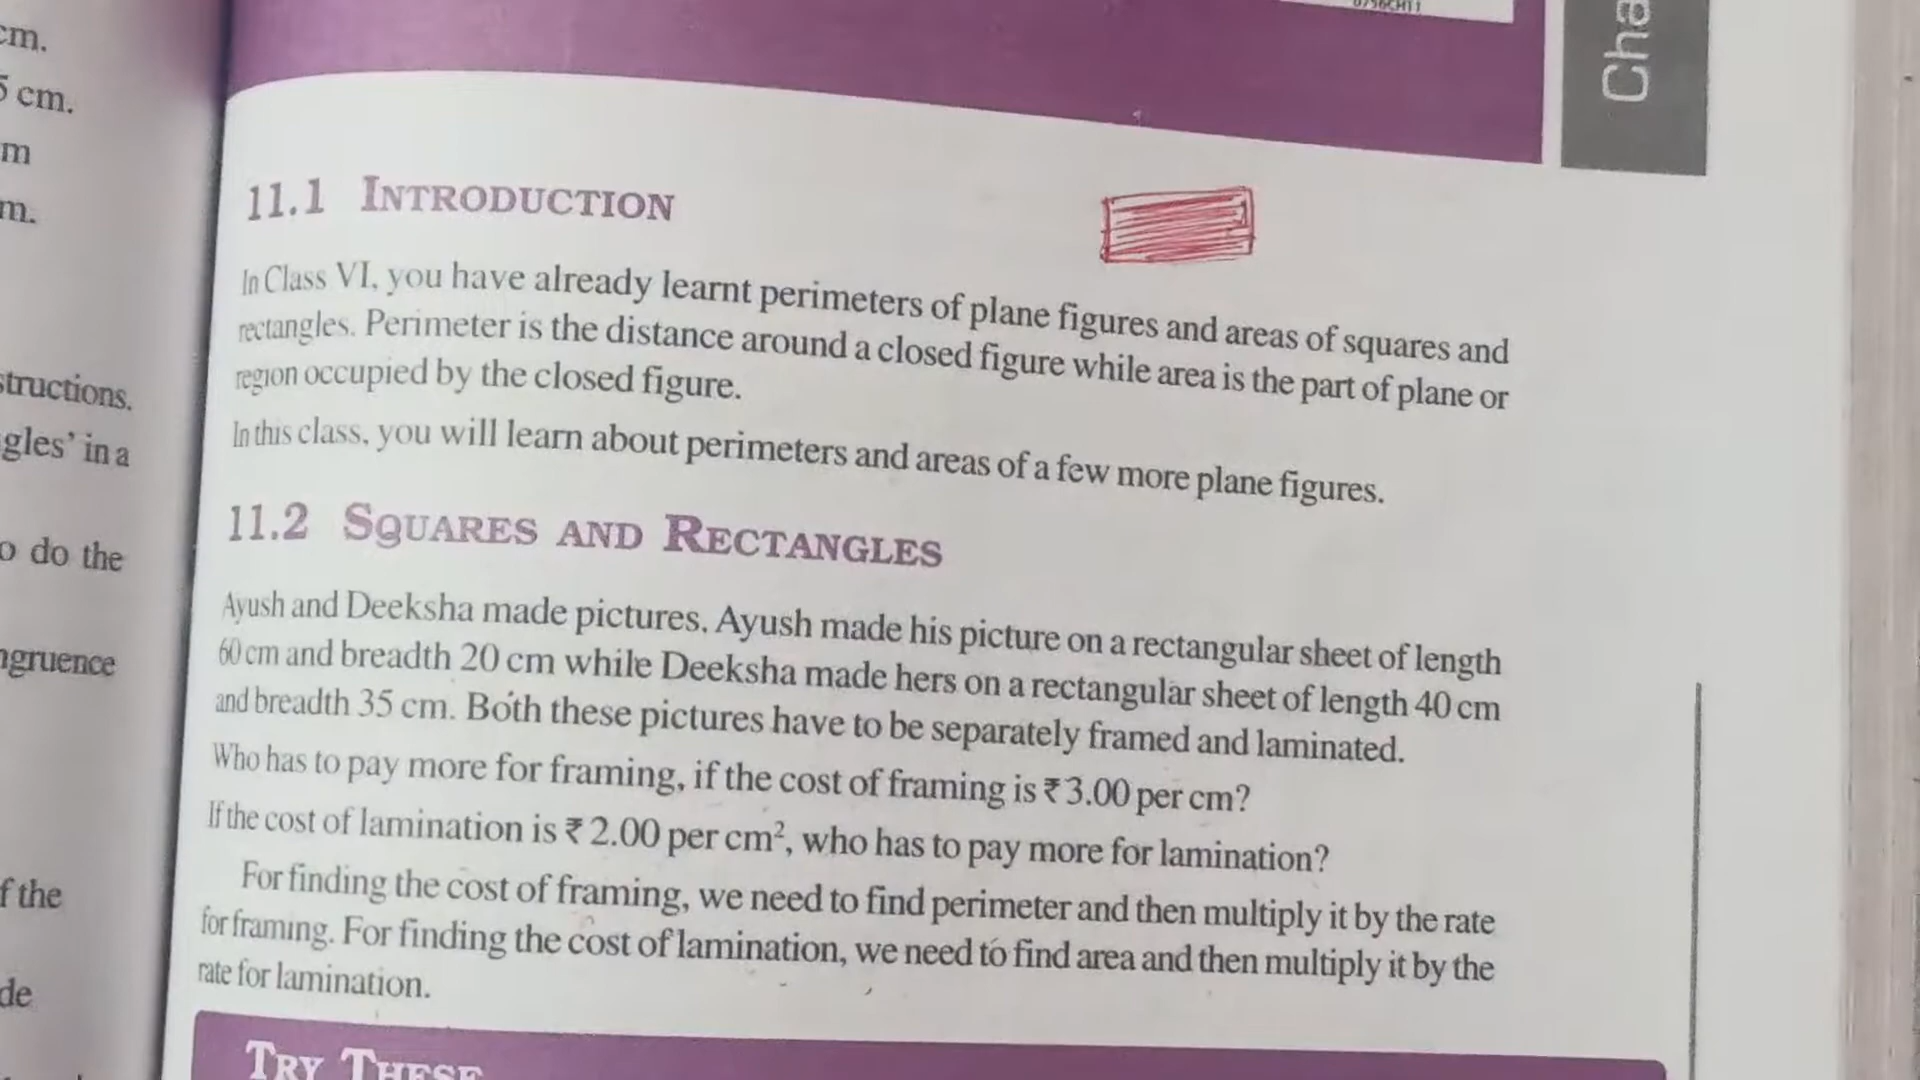 cm.
5 cm.
m
m.
structions.
gles' in a
o do the
ngruence
f the
de
0756CH11
Cha
11.1 INTRODUCTION
In Class VI, you have already learnt perimeters of plane figures and areas of squares and
rectangles. Perimeter is the distance around a closed figure while area is the part of plane or
region occupied by the closed figure.
In this class, you will learn about perimeters and areas of a few more plane figures.
11.2 SQUARES AND RECTANGLES
Ayush and Deeksha made pictures. Ayush made his picture on a rectangular sheet of length
60 cm and breadth 20 cm while Deeksha made hers on a rectangular sheet of length 40 cm
and breadth 35 cm. Both these pictures have to be separately framed and laminated.
Who has to pay more for framing, if the cost of framing is ₹ 3.00 per cm?
If the cost of lamination is ₹ 2.00 per cm², who has to pay more for lamination?
For finding the cost of framing, we need to find perimeter and then multiply it by the rate
for framing. For finding the cost of lamination, we need to find area and then multiply it by the
rate for lamination.
TRY THESE